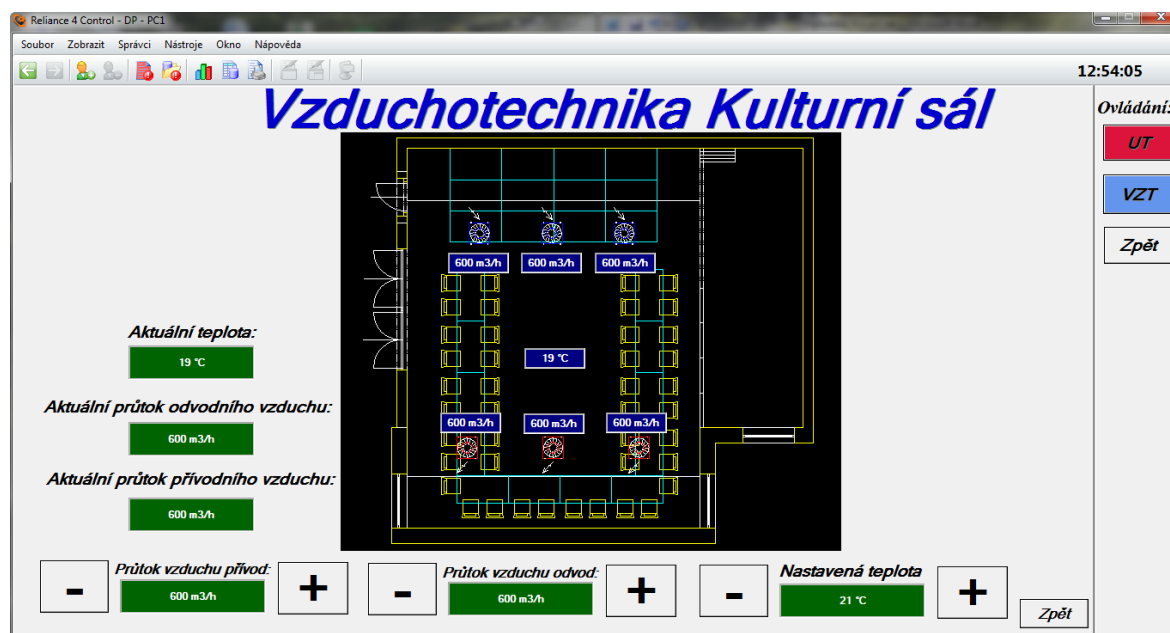 Reliance 4 Control - DP - PC1
Soubor Zobrazit Správci Nástroje Okno Nápověda
12:54:05
Vzduchotechnika Kulturní sál
Ovládání:
UT
VZT
Zpět
600 m3/h 600 m3/h 600 m3/h
Aktuální teplota:
19 °C
19 °C
Aktuální průtok odvodního vzduchu:
600 m3/h
600 m3/h 600 m3/h 600 m3/h
Aktuální průtok přívodního vzduchu:
600 m3/h
- Průtok vzduchu přívod: +
600 m3/h
- Průtok vzduchu odvod: +
600 m3/h
- Nastavená teplota +
21 °C
Zpět